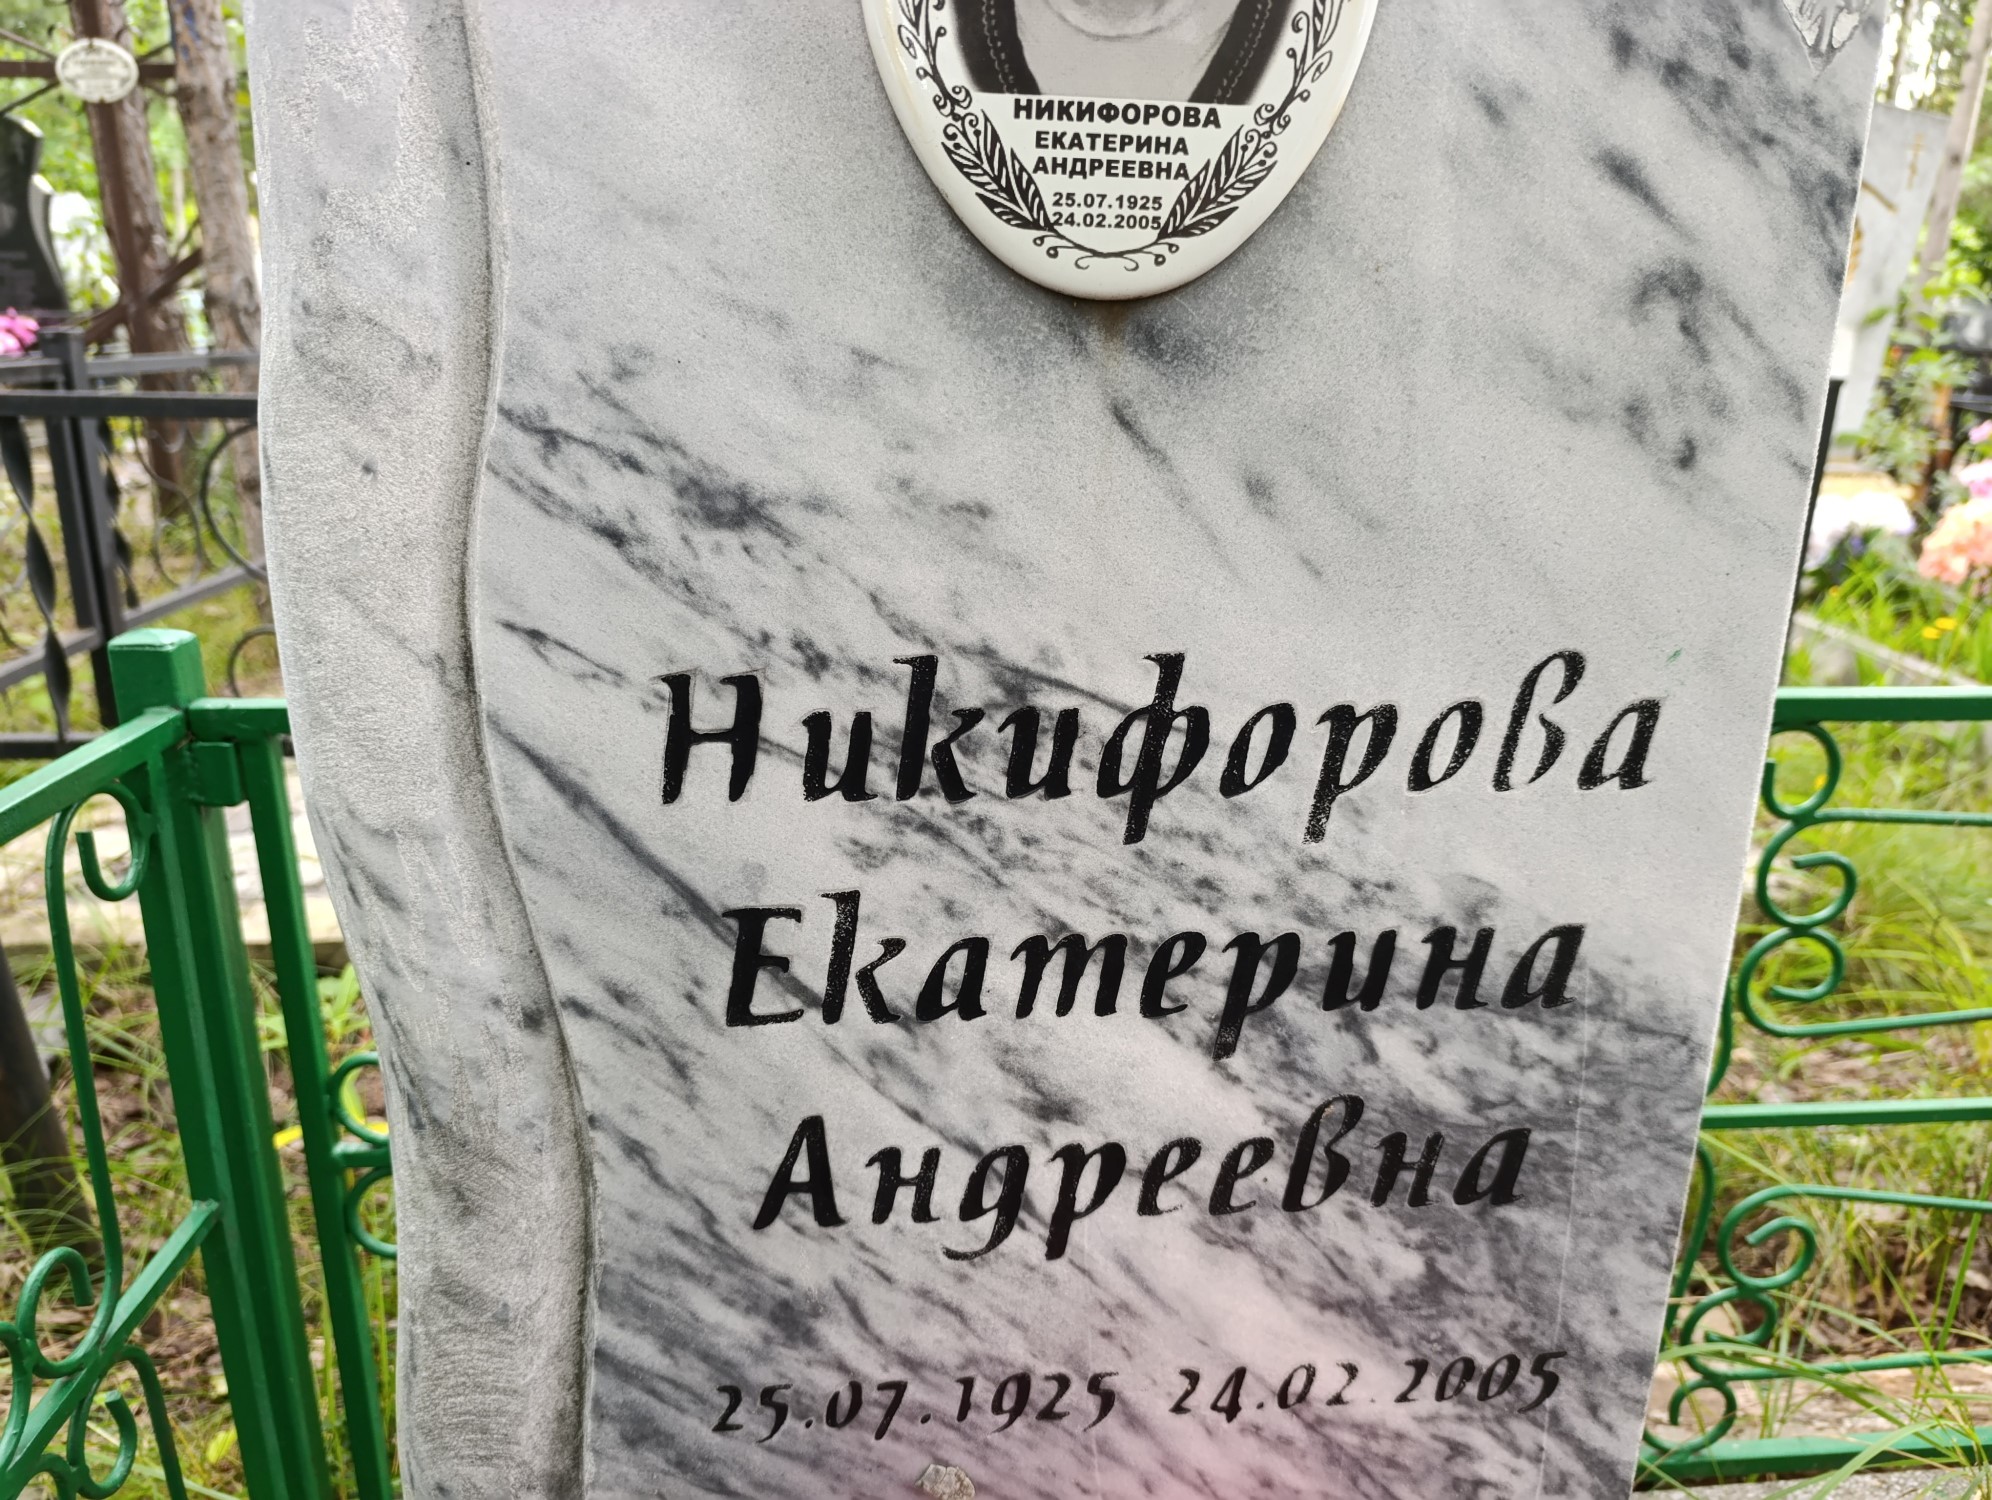 НИКИФОРОВА
ЕКАТЕРИНА
АНДРЕЕВНА
25.07.1925
24.02.2005
Никифорова
Екатерина
Андреевна
25.07.1925 24.02.2005